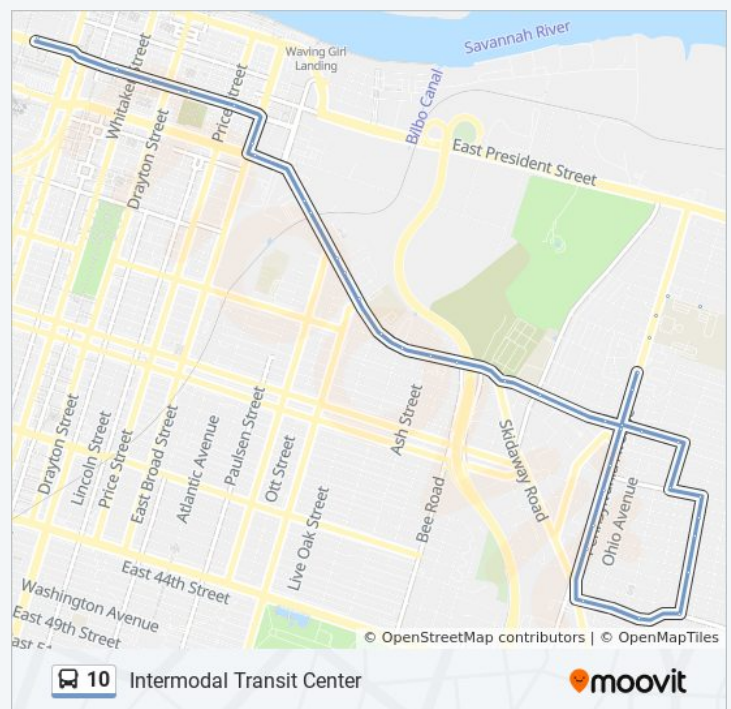 Savannah River
Waving Girl
Landing
Whitaker Street
Price Street
Drayton Street
Bilbo Canal
East President Street
Drayton Street
Lincoln Street
Price Street
East Broad Street
Atlantic Avenue
Paulsen Street
Ott Street
Live Oak Street
Ash Street
Bee Road
Skidaway Road
Ohio Avenue
East 44th Street
Washington Avenue
East 49th Street
© OpenStreetMap contributors | © OpenMapTiles
10 Intermodal Transit Center
moovit